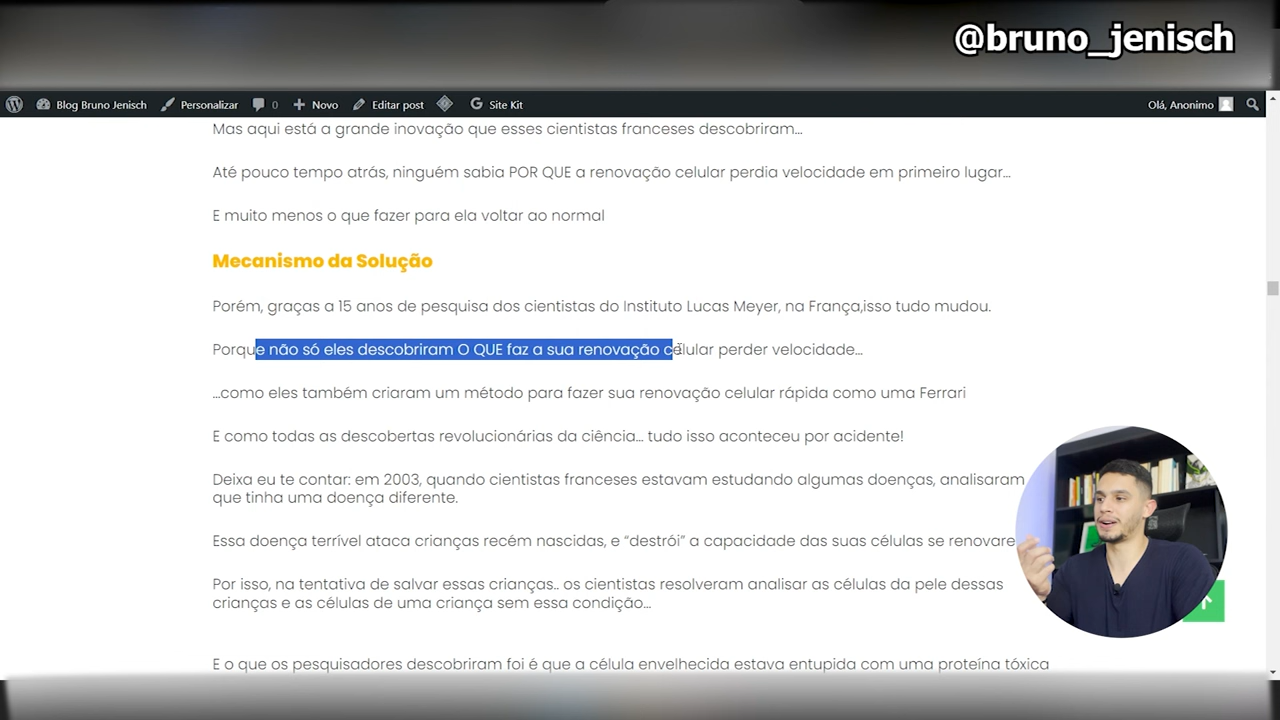 @bruno_jenisch
Blog Bruno Jenisch Personalizar 0 Novo Editar post Site Kit Olá, Anonimo
Mas aqui está a grande inovação que esses cientistas franceses descobriram...
Até pouco tempo atrás, ninguém sabia POR QUE a renovação celular perdia velocidade em primeiro lugar...
E muito menos o que fazer para ela voltar ao normal
Mecanismo da Solução
Porém, graças a 15 anos de pesquisa dos cientistas do Instituto Lucas Meyer, na França,isso tudo mudou.
Porque não só eles descobriram O QUE faz a sua renovação celular perder velocidade...
...como eles também criaram um método para fazer sua renovação celular rápida como uma Ferrari
E como todas as descobertas revolucionárias da ciência... tudo isso aconteceu por acidente!
Deixa eu te contar: em 2003, quando cientistas franceses estavam estudando algumas doenças, analisaram
que tinha uma doença diferente.
Essa doença terrível ataca crianças recém nascidas, e “destrói” a capacidade das suas células se renovare
Por isso, na tentativa de salvar essas crianças.. os cientistas resolveram analisar as células da pele dessas
crianças e as células de uma criança sem essa condição...
E o que os pesquisadores descobriram foi é que a célula envelhecida estava entupida com uma proteína tóxica